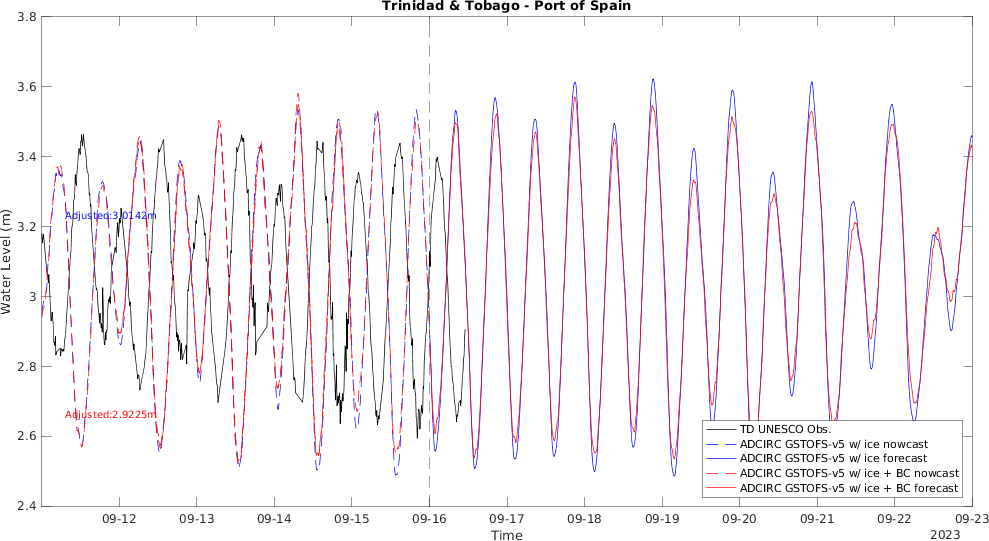 Trinidad & Tobago - Port of Spain
3.8
3.6
3.4
3.2
3
2.8
2.6
2.4
Water Level (m)
Adjusted:3.0142m
Adjusted:2.9225m
TD UNESCO Obs.
ADCIRC GSTOFS-v5 w/ ice nowcast
ADCIRC GSTOFS-v5 w/ ice forecast
ADCIRC GSTOFS-v5 w/ ice + BC nowcast
ADCIRC GSTOFS-v5 w/ ice + BC forecast
09-12 09-13 09-14 09-15 09-16 09-17 09-18 09-19 09-20 09-21 09-22 09-23
Time
2023